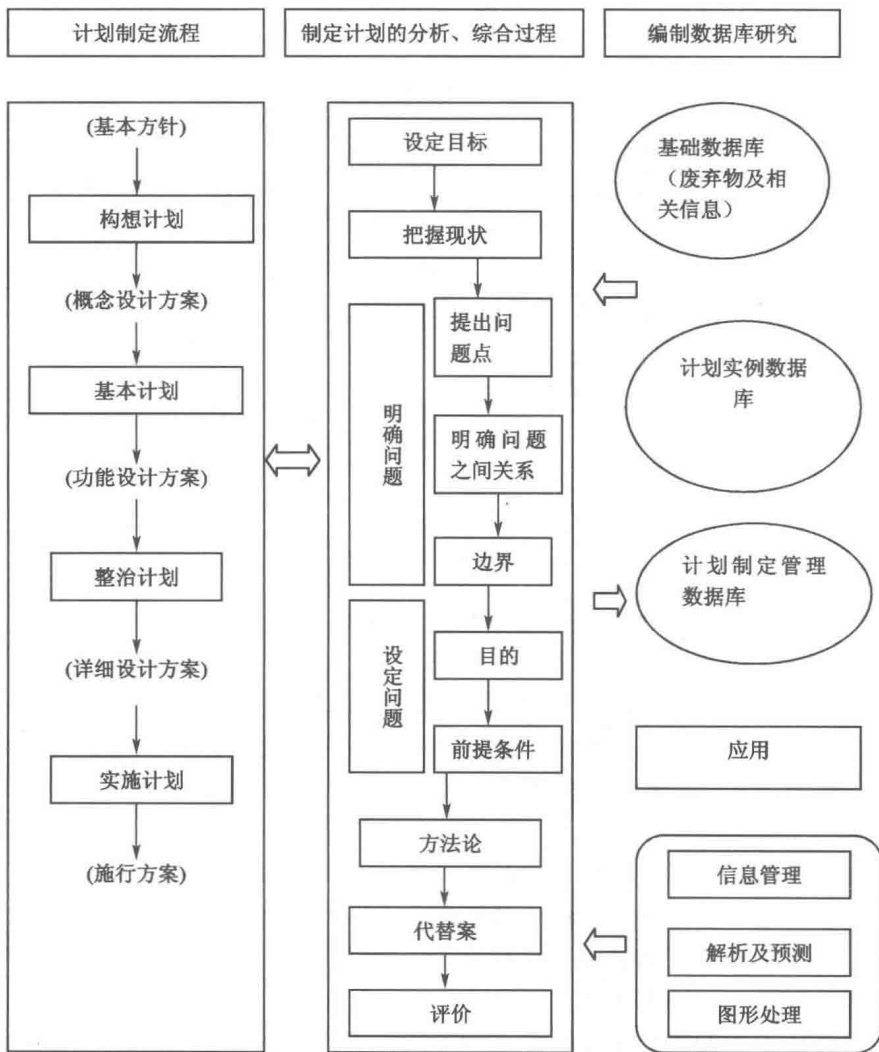 计划制定流程
制定计划的分析、综合过程
编制数据库研究
(基本方针)
构想计划
(概念设计方案)
基本计划
(功能设计方案)
整治计划
(详细设计方案)
实施计划
(施行方案)
设定目标
把握现状
明确问题
提出问
题点
明确问题
之间关系
边界
设定问题
目的
前提条件
方法论
代替案
评价
基础数据库
（废弃物及相
关信息）
计划实例数据
库
计划制定管理
数据库
应用
信息管理
解析及预测
图形处理